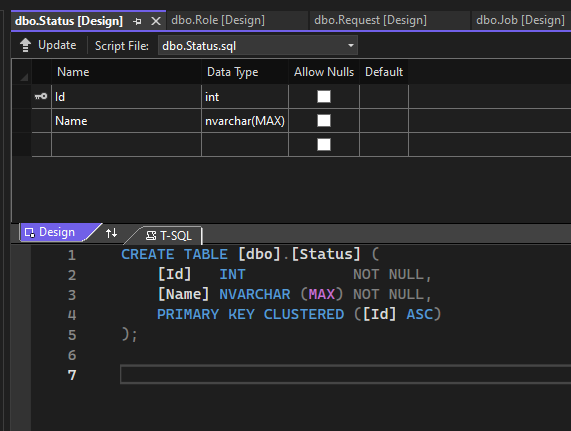 dbo.Status [Design] dbo.Role [Design] dbo.Request [Design] dbo.Job [Design]
Update Script File: dbo.Status.sql
Name Data Type Allow Nulls Default
Id int
Name nvarchar(MAX)
Design T-SQL
1 CREATE TABLE [dbo].[Status] (
2 [Id] INT NOT NULL,
3 [Name] NVARCHAR (MAX) NOT NULL,
4 PRIMARY KEY CLUSTERED ([Id] ASC)
5 );
6
7